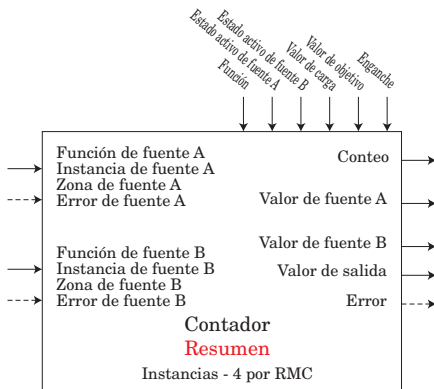 Función
Estado activo de fuente A
Estado activo de fuente B
Valor de carga
Valor de objetivo
Enganche
Función de fuente A
Instancia de fuente A
Zona de fuente A
Error de fuente A
Conteo
Valor de fuente A
Función de fuente B
Instancia de fuente B
Zona de fuente B
Error de fuente B
Valor de fuente B
Valor de salida
Error
Contador
Resumen
Instancias - 4 por RMC